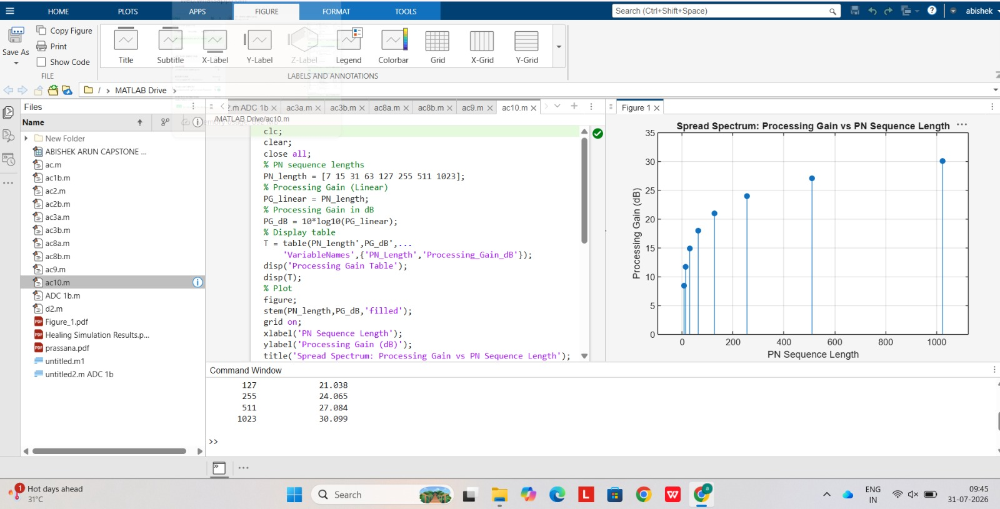 HOME PLOTS APPS FIGURE FORMAT TOOLS
Search (Ctrl+Shift+Space)
abishek
Save As
Copy Figure
Print
Show Code
FILE
Title Subtitle X-Label Y-Label Z-Label Legend Colorbar Grid X-Grid Y-Grid
LABELS AND ANNOTATIONS
/ > MATLAB Drive >
Files
Name
New Folder
ABISHEK ARUN CAPSTONE ...
ac.m
ac1b.m
ac2.m
ac2b.m
ac3a.m
ac3b.m
ac8a.m
ac8b.m
ac9.m
ac10.m
ADC 1b.m
d2.m
Figure_1.pdf
Healing Simulation Results.p...
prassana.pdf
untitled.m1
untitled2.m ADC 1b
2.m ADC 1b ac3a.m ac3b.m ac8a.m ac8b.m ac9.m ac10.m
/MATLAB Drive/ac10.m
clc;
clear;
close all;
% PN sequence lengths
PN_length = [7 15 31 63 127 255 511 1023];
% Processing Gain (Linear)
PG_linear = PN_length;
% Processing Gain in dB
PG_dB = 10*log10(PG_linear);
% Display table
T = table(PN_length',PG_dB',...
'VariableNames',{'PN_Length','Processing_Gain_dB'});
disp('Processing Gain Table');
disp(T);
% Plot
figure;
stem(PN_length,PG_dB,'filled');
grid on;
xlabel('PN Sequence Length');
ylabel('Processing Gain (dB)');
title('Spread Spectrum: Processing Gain vs PN Sequence Length');
Figure 1
Spread Spectrum: Processing Gain vs PN Sequence Length
35
30
25
20
15
10
5
0
Processing Gain (dB)
0 200 400 600 800 1000
PN Sequence Length
Command Window
127 21.038
255 24.065
511 27.084
1023 30.099
>>
1
Hot days ahead
31°C
Search
ENG
IN
09:45
31-07-2026